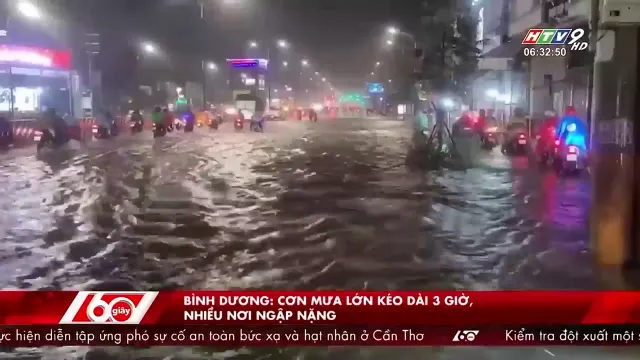 HTV9
HD
06:32:50
60
giây
BÌNH DƯƠNG: CƠN MƯA LỚN KÉO DÀI 3 GIỜ,
NHIỀU NƠI NGẬP NẶNG
ực hiện diễn tập ứng phó sự cố an toàn bức xạ và hạt nhân ở Cần Thơ
Kiểm tra đột xuất một